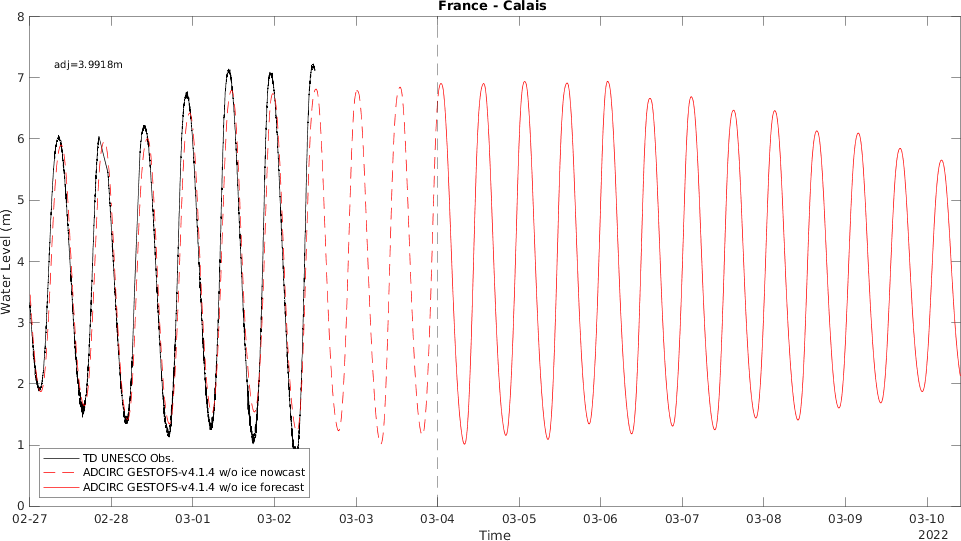 France - Calais
8
7
6
5
4
3
2
1
0
Water Level (m)
adj=3.9918m
TD UNESCO Obs.
ADCIRC GESTOFS-v4.1.4 w/o ice nowcast
ADCIRC GESTOFS-v4.1.4 w/o ice forecast
02-27 02-28 03-01 03-02 03-03 03-04 03-05 03-06 03-07 03-08 03-09 03-10
Time
2022